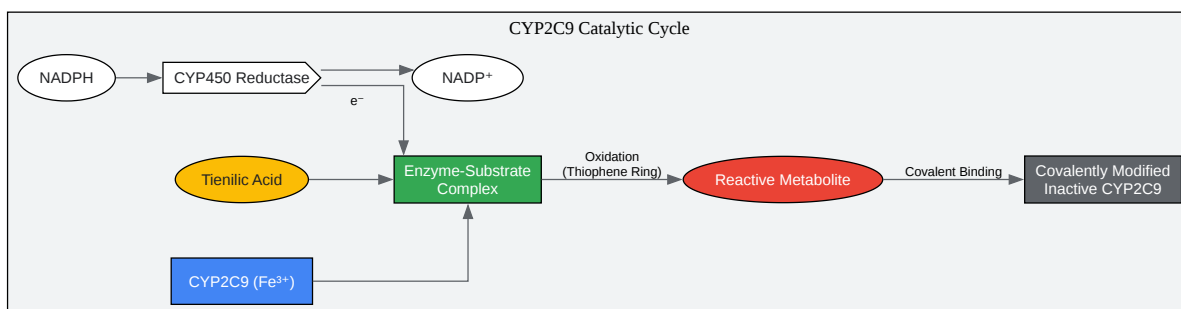 CYP2C9 Catalytic Cycle
NADPH
CYP450 Reductase
NADP⁺
e⁻
Tienilic Acid
Enzyme-Substrate
Complex
Oxidation
(Thiophene Ring)
Reactive Metabolite
Covalent Binding
Covalently Modified
Inactive CYP2C9
CYP2C9 (Fe³⁺)